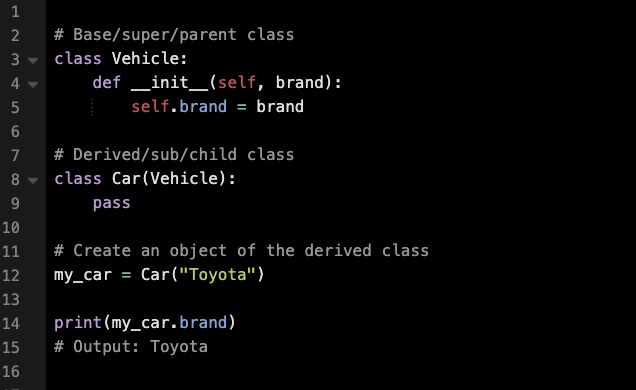 1
2 # Base/super/parent class
3 class Vehicle:
4     def __init__(self, brand):
5         self.brand = brand
6
7 # Derived/sub/child class
8 class Car(Vehicle):
9     pass
10
11 # Create an object of the derived class
12 my_car = Car("Toyota")
13
14 print(my_car.brand)
15 # Output: Toyota
16